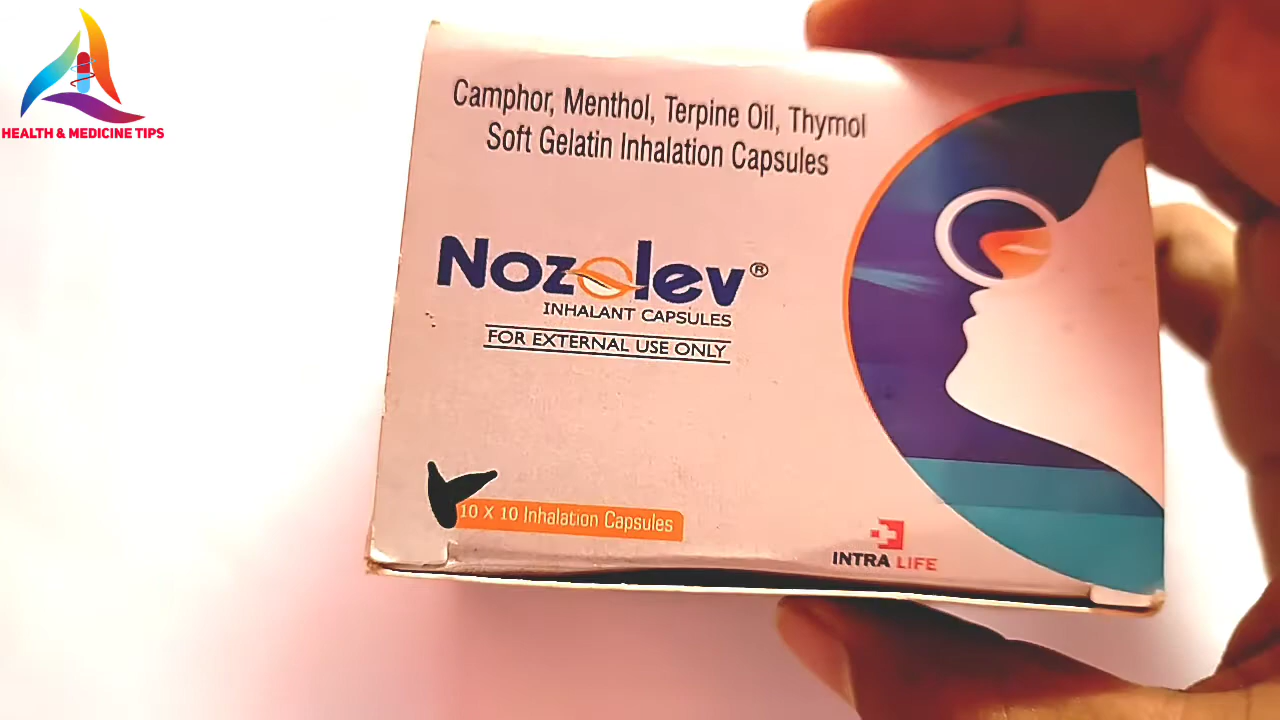 HEALTH & MEDICINE TIPS
Camphor, Menthol, Terpine Oil, Thymol
Soft Gelatin Inhalation Capsules
Nozolev®
INHALANT CAPSULES
FOR EXTERNAL USE ONLY
10 X 10 Inhalation Capsules
INTRA LIFE